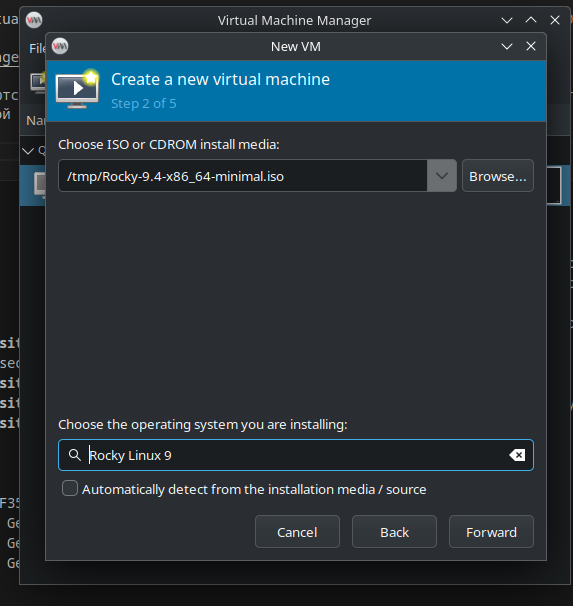 Virtual Machine Manager
New VM
File
Create a new virtual machine
Step 2 of 5
Choose ISO or CDROM install media:
/tmp/Rocky-9.4-x86_64-minimal.iso
Browse...
Choose the operating system you are installing:
Rocky Linux 9
Automatically detect from the installation media / source
Cancel
Back
Forward